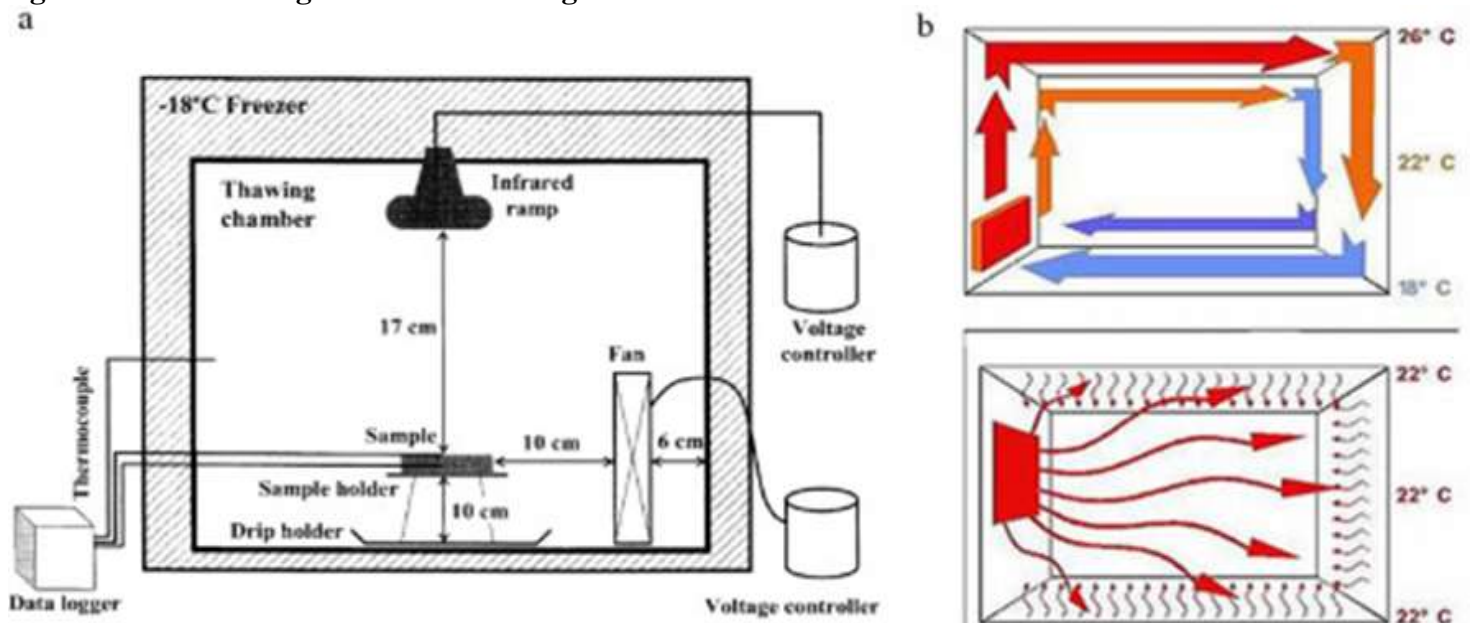 a
-18°C Freezer
Thawing
chamber
Infrared
ramp
17 cm
Voltage
controller
Fan
Thermocouple
Sample
10 cm
6 cm
Sample holder
10 cm
Drip holder
Data logger
Voltage controller
b
26° C
22° C
18° C
22° C
22° C
22° C